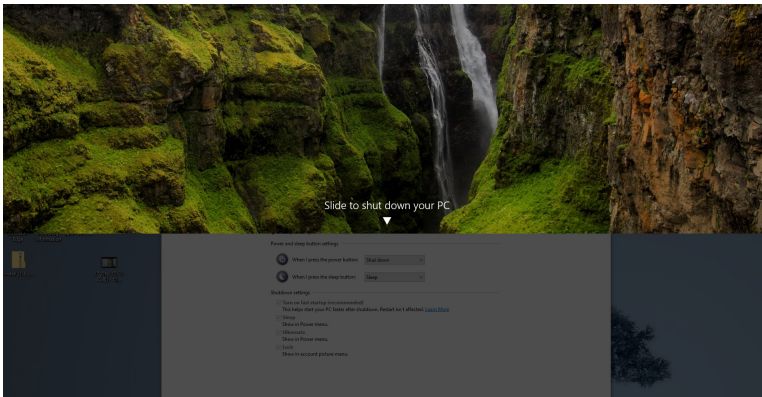 Slide to shut down your PC
Power and sleep button settings
When I press the power button: Shut down
When I press the sleep button: Sleep
Shutdown settings
Turn on fast startup (recommended)
This helps start your PC faster after shutdown. Restart isn't affected. Learn More
Sleep
Show in Power menu.
Hibernate
Show in Power menu.
Lock
Show in account picture menu.